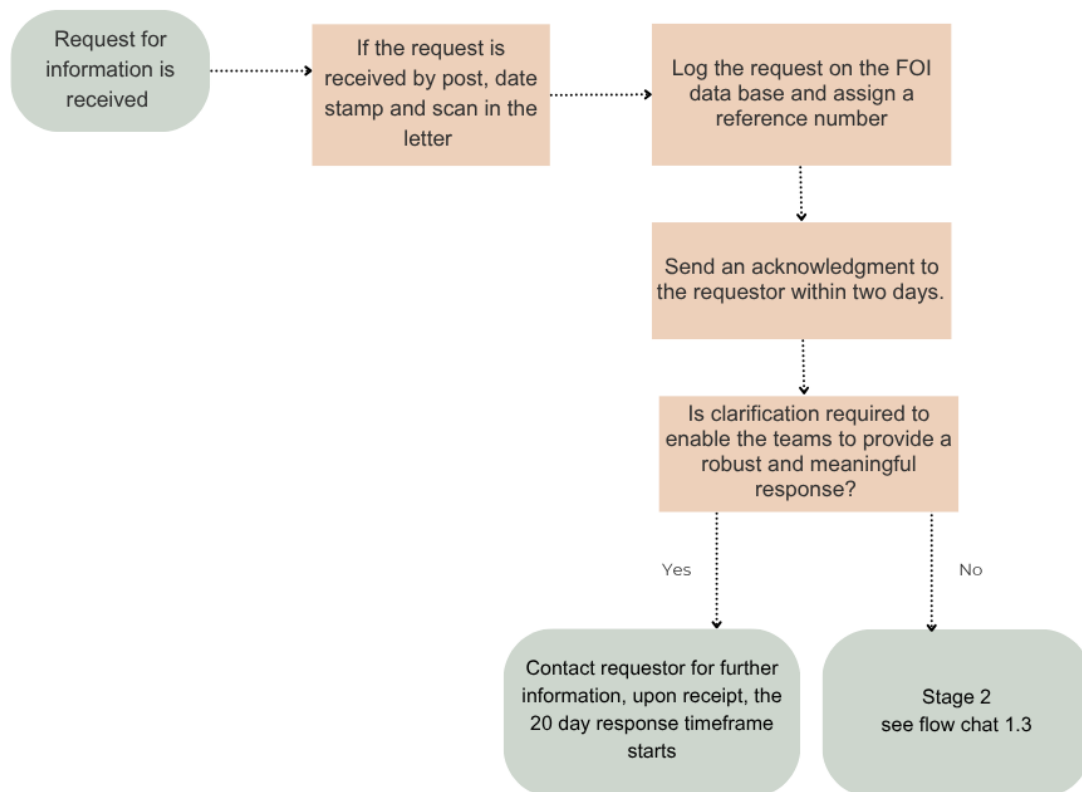 Request for
information is
received
If the request is
received by post, date
stamp and scan in the
letter
Log the request on the FOI
data base and assign a
reference number
Send an acknowledgment to
the requestor within two days.
Is clarification required to
enable the teams to provide a
robust and meaningful
response?
Yes
No
Contact requestor for further
information, upon receipt, the
20 day response timeframe
starts
Stage 2
see flow chat 1.3